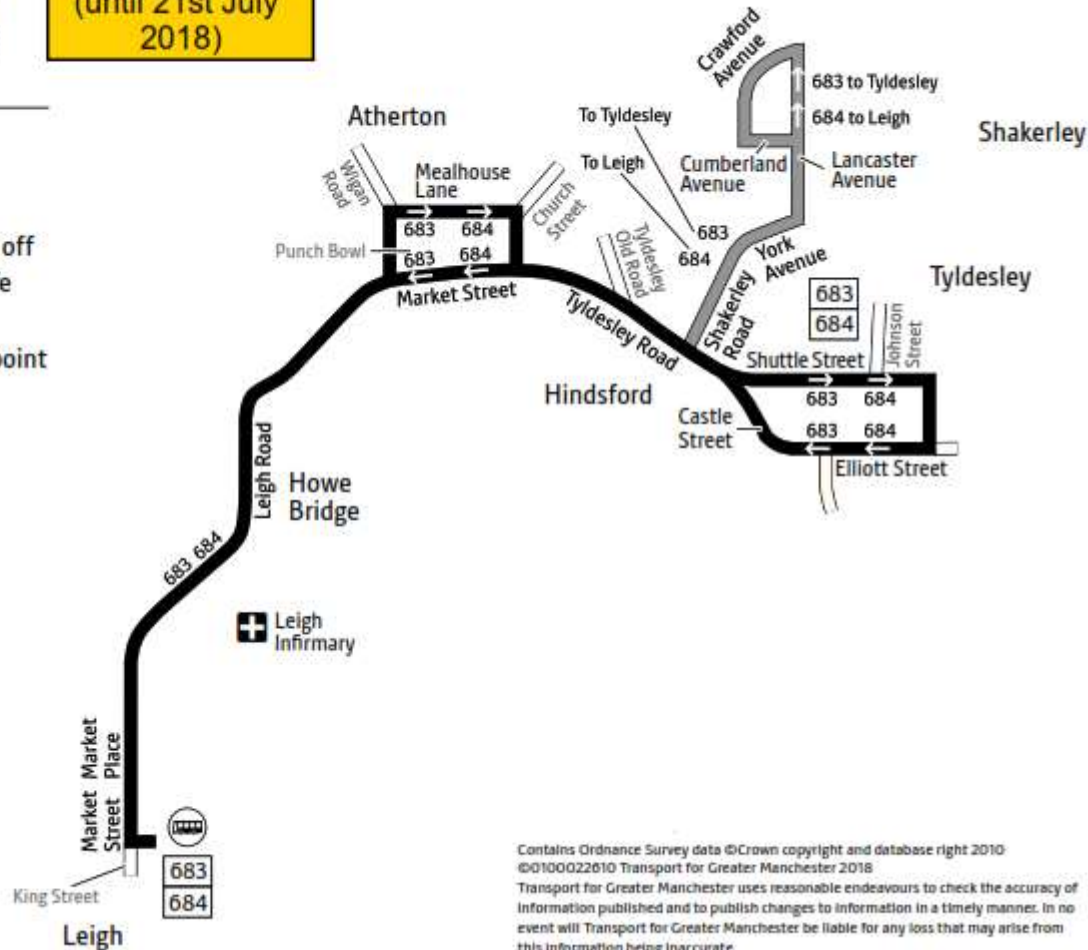 (until 21st July
2018)
off
e
point
Crawford
Avenue
683 to Tyldesley
684 to Leigh
Shakerley
Cumberland
Avenue
Lancaster
Avenue
Atherton
To Tyldesley
To Leigh
Wigan
Road
Mealhouse
Lane
Church
Street
683 684
Punch Bowl
683 684
Market Street
Tyldesley
Old Road
683
684
York
Avenue
Shakerley
Road
Tyldesley Road
Tyldesley
683
684
Johnson
Street
Shuttle Street
683 684
Hindsford
Castle
Street
683 684
Elliott Street
Leigh Road
Howe
Bridge
683 684
Leigh
Infirmary
Market Market
Street Place
683
684
King Street
Leigh
Contains Ordnance Survey data ©Crown copyright and database right 2010
©0100022610 Transport for Greater Manchester 2018
Transport for Greater Manchester uses reasonable endeavours to check the accuracy of
information published and to publish changes to information in a timely manner. In no
event will Transport for Greater Manchester be liable for any loss that may arise from
this information being inaccurate.